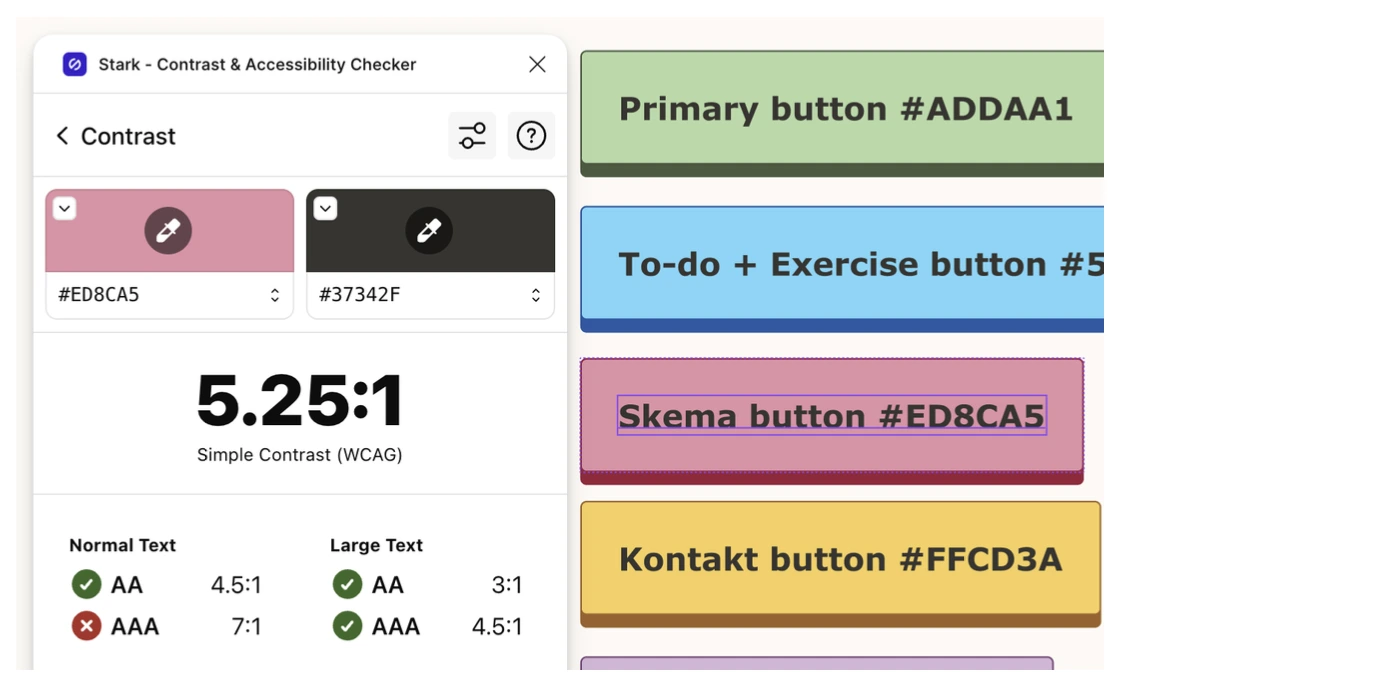 Stark - Contrast & Accessibility Checker
Contrast
#ED8CA5
#37342F
5.25:1
Simple Contrast (WCAG)
Normal Text
Large Text
AA 4.5:1
AA 3:1
AAA 7:1
AAA 4.5:1
Primary button #ADDAA1
To-do + Exercise button #5
Skema button #ED8CA5
Kontakt button #FFCD3A